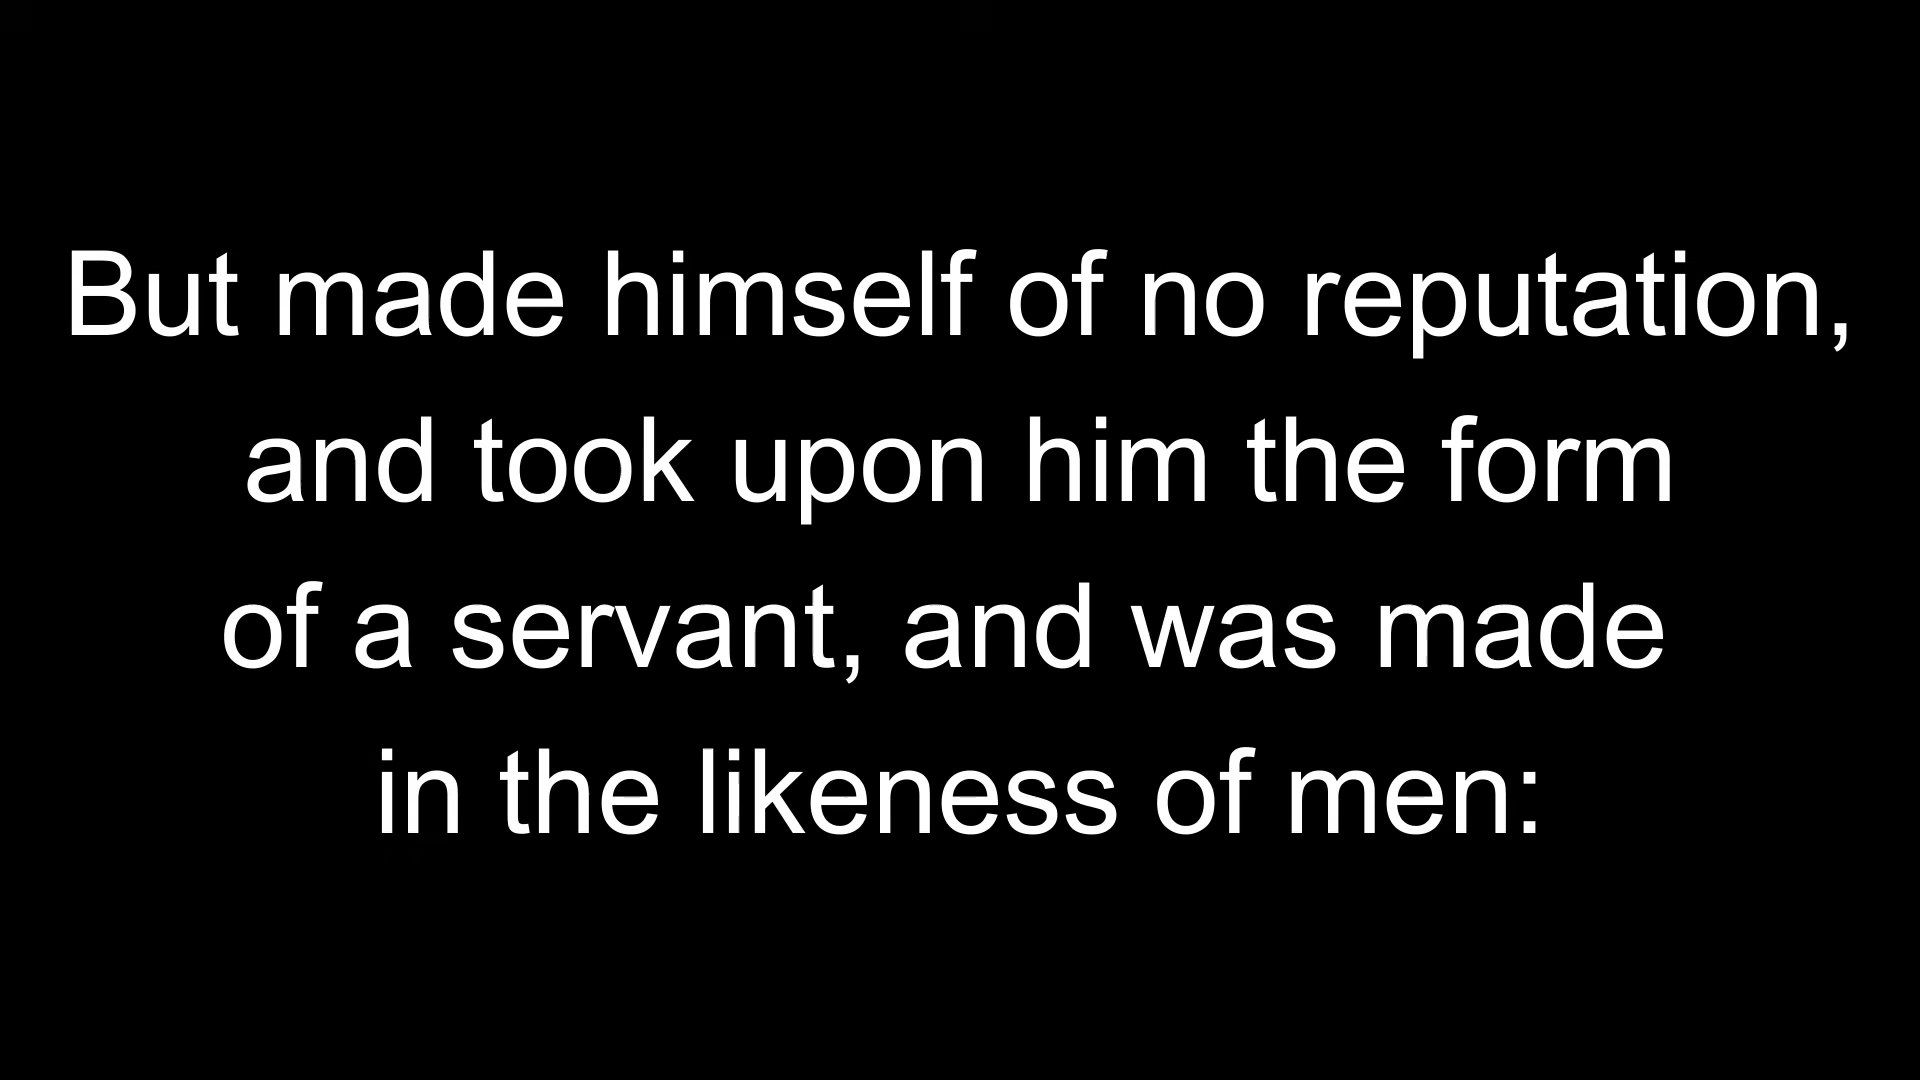 But made himself of no reputation,
and took upon him the form
of a servant, and was made
in the likeness of men: